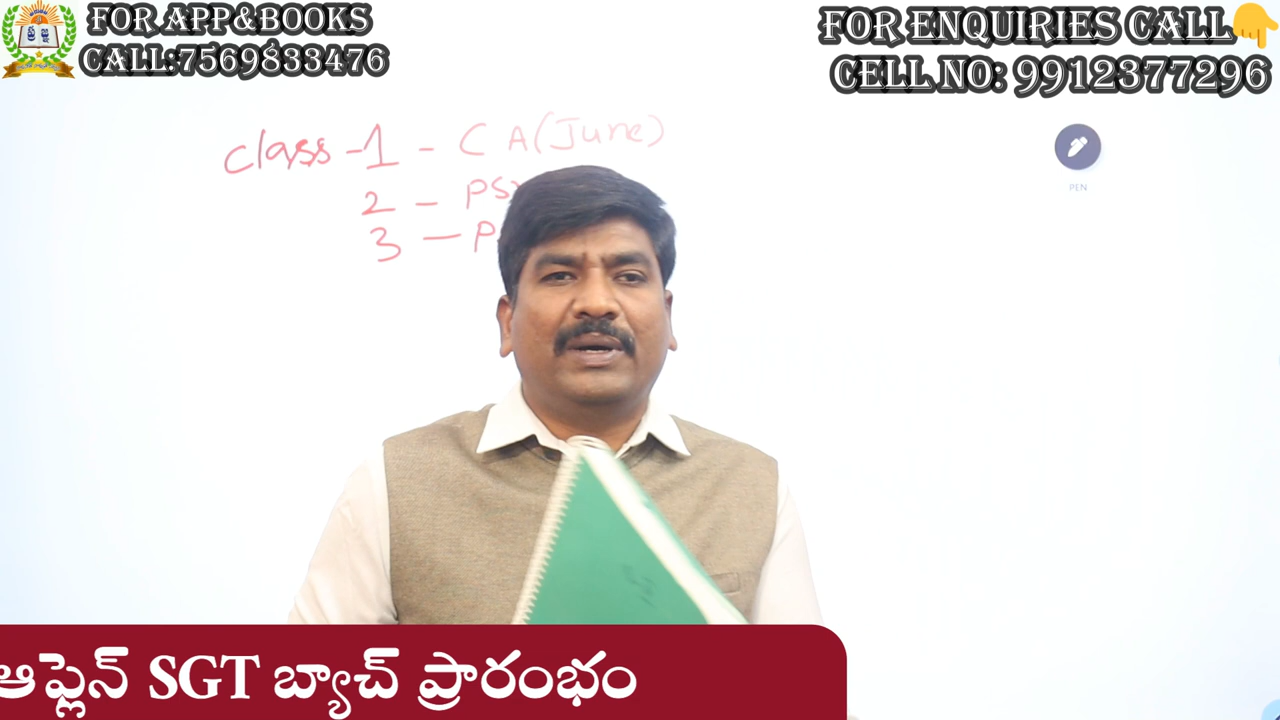 FOR APP&BOOKS
CALL:7569833476
FOR ENQUIRIES CALL
CELL NO: 9912377296
class - 1 - CA (June)
2 -
3 -
PEN
ఆఫ్లైన్ SGT బ్యాచ్ ప్రారంభం